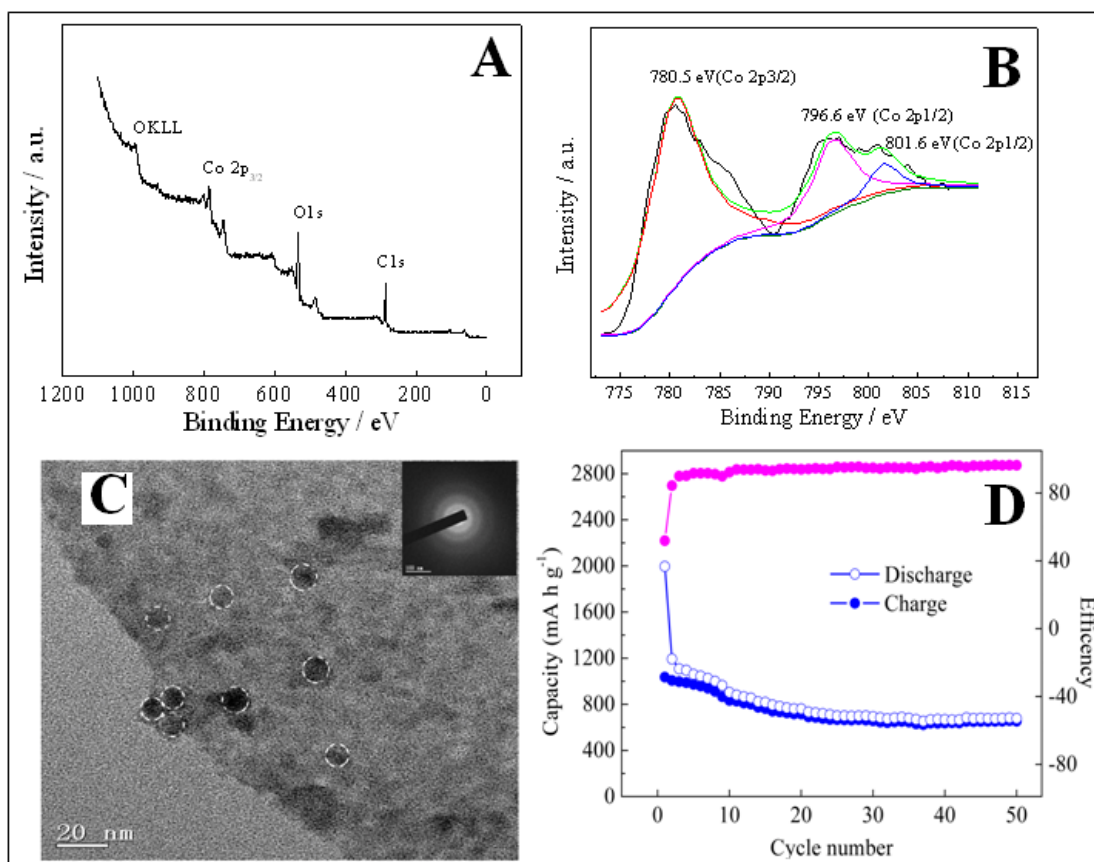 A
OKLL
Co 2p3/2
O1s
C1s
Intensity / a.u.
1200 1000 800 600 400 200 0
Binding Energy / eV
B
780.5 eV(Co 2p3/2)
796.6 eV (Co 2p1/2)
801.6 eV(Co 2p1/2)
Intensity / a.u.
775 780 785 790 795 800 805 810 815
Binding Energy / eV
C
20 nm
D
2800
2400
2000
1600
1200
800
400
0
Capacity (mA h g-1)
Discharge
Charge
80
40
0
-40
-80
Efficency
0 10 20 30 40 50
Cycle number